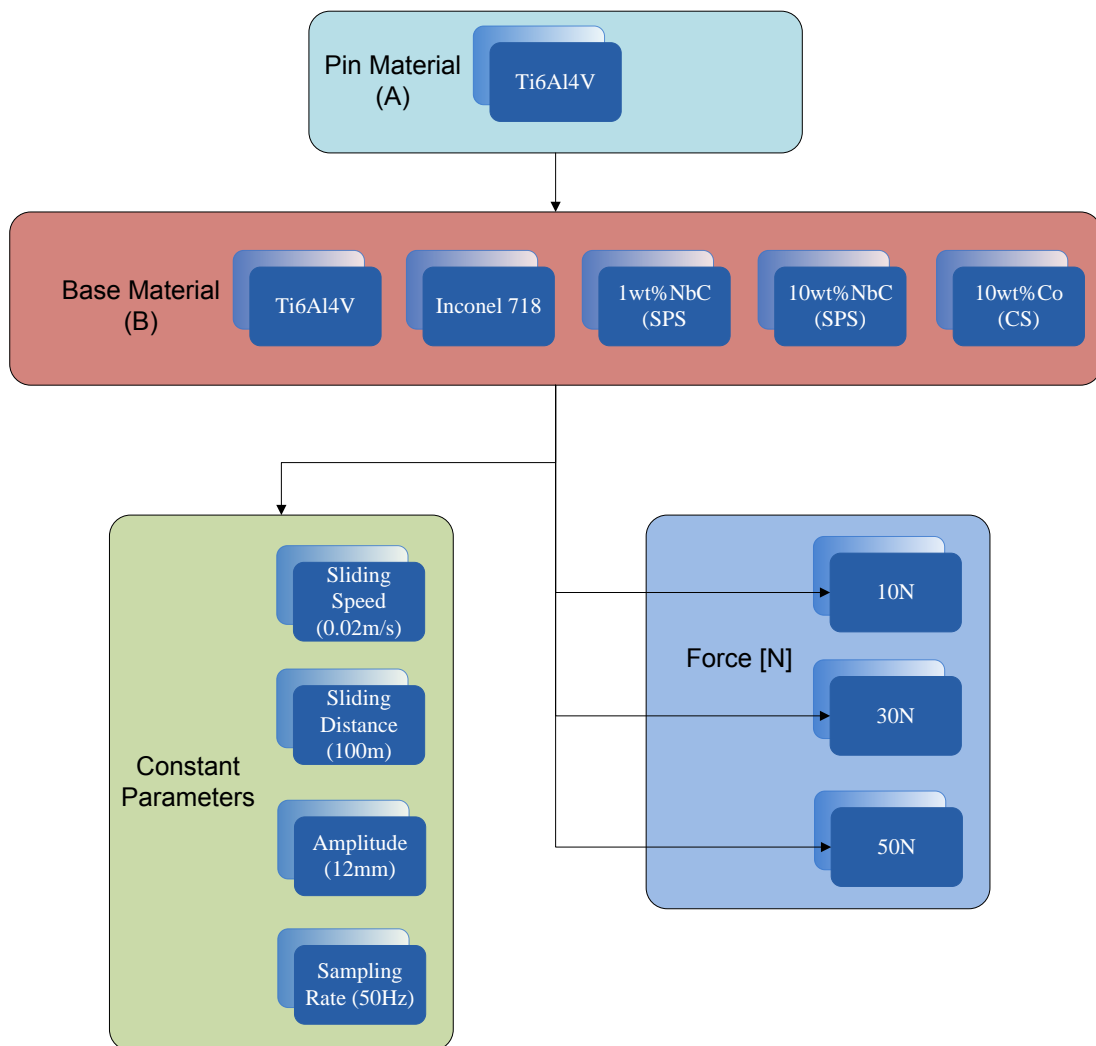 Pin Material
(A)
Ti6Al4V
Base Material
(B)
Ti6Al4V
Inconel 718
1wt%NbC
(SPS
10wt%NbC
(SPS)
10wt%Co
(CS)
Constant
Parameters
Sliding
Speed
(0.02m/s)
Sliding
Distance
(100m)
Amplitude
(12mm)
Sampling
Rate (50Hz)
Force [N]
10N
30N
50N